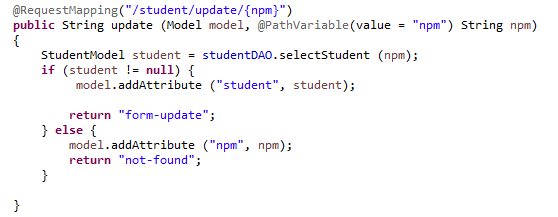 @RequestMapping("/student/update/{npm}")
public String update (Model model, @PathVariable(value = "npm") String npm)
{
    StudentModel student = studentDAO.selectStudent (npm);
    if (student != null) {
         model.addAttribute ("student", student);

        return "form-update";
    } else {
        model.addAttribute ("npm", npm);
        return "not-found";
    }

}